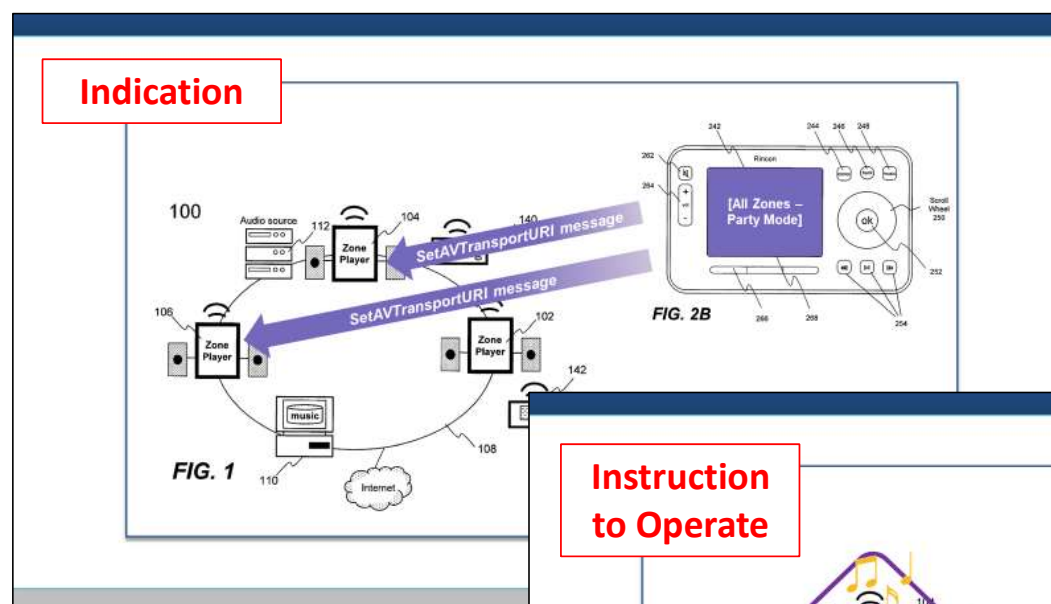 Indication
100
Audio source
112
104
Zone
Player
140
SetAVTransportURI message
SetAVTransportURI message
106
Zone
Player
102
Zone
Player
142
music
110
108
Internet
FIG. 1
242
244
246
248
262
Rincon
264
+
-
[All Zones –
Party Mode]
ok
Scroll
Wheel
250
252
266
268
254
FIG. 2B
Instruction
to Operate
104